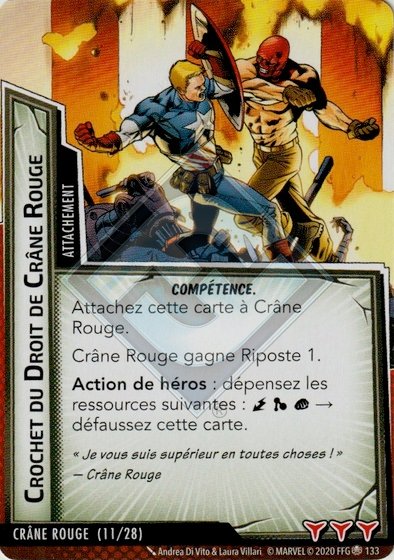 CROCHET DU DROIT DE CRÂNE ROUGE
ATTACHEMENT
COMPÉTENCE.
Attachez cette carte à Crâne
Rouge.
Crâne Rouge gagne Riposte 1.
Action de héros : dépensez les
ressources suivantes : →
défaussez cette carte.
« Je vous suis supérieur en toutes choses ! »
– Crâne Rouge
Andrea Di Vito & Laura Villari © MARVEL © 2020 FFG 133
CRÂNE ROUGE (11/28)